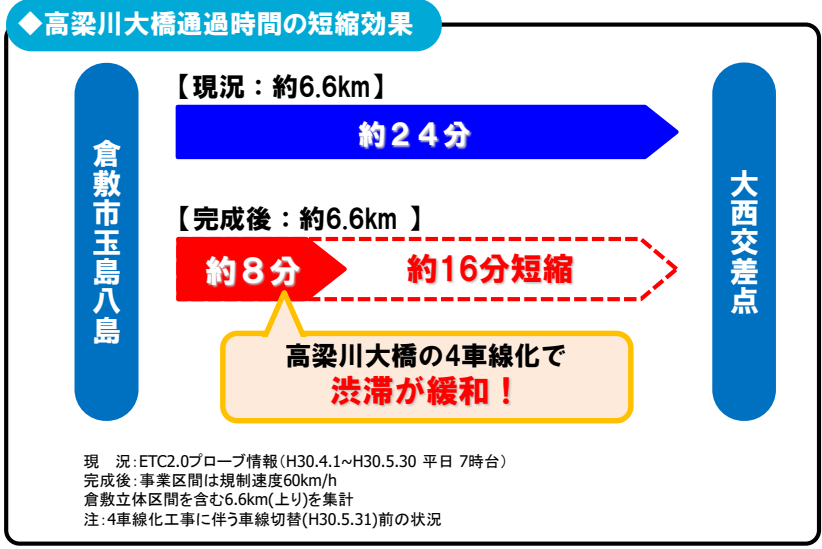 ◆高梁川大橋通過時間の短縮効果
【現況：約6.6km】
約２４分
倉敷市玉島八島
大西交差点
【完成後：約6.6km 】
約８分
約16分短縮
高梁川大橋の4車線化で
渋滞が緩和！
現　況：ETC2.0プローブ情報（H30.4.1~H30.5.30 平日 7時台）
完成後：事業区間は規制速度60km/h
倉敷立体区間を含む6.6km(上り)を集計
注：4車線化工事に伴う車線切替(H30.5.31)前の状況